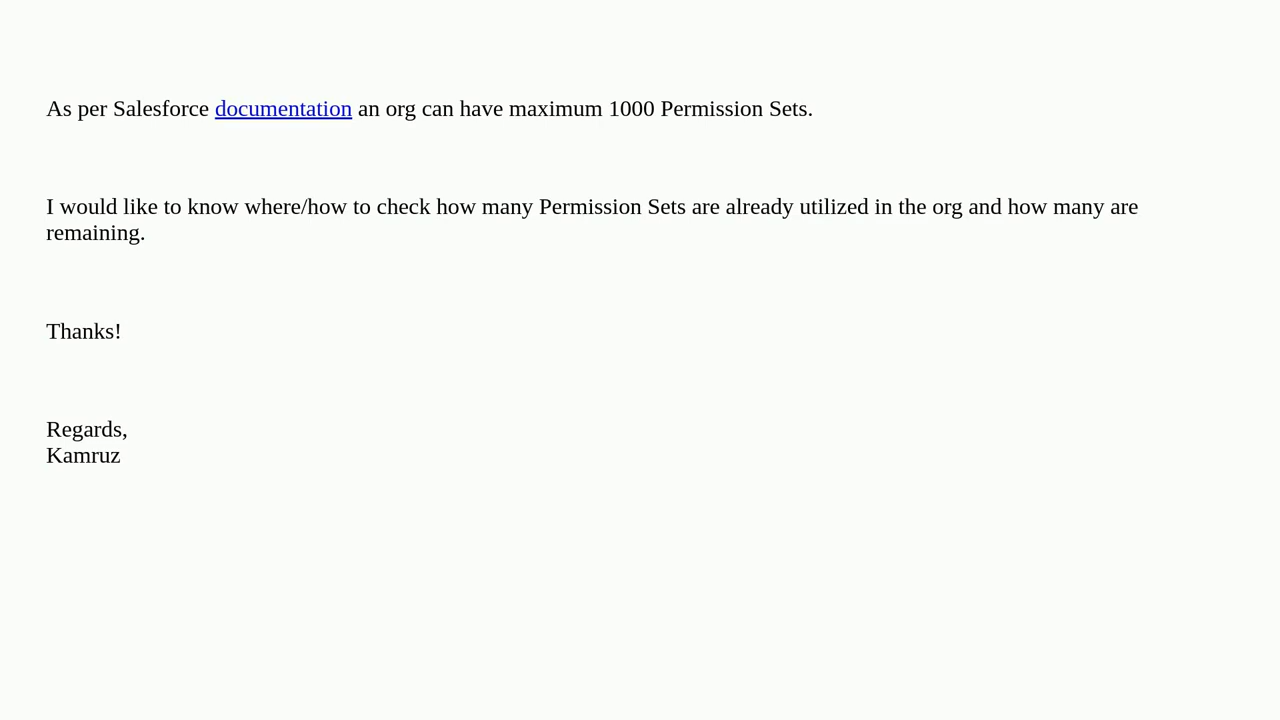 As per Salesforce documentation an org can have maximum 1000 Permission Sets.
I would like to know where/how to check how many Permission Sets are already utilized in the org and how many are
remaining.
Thanks!
Regards,
Kamruz